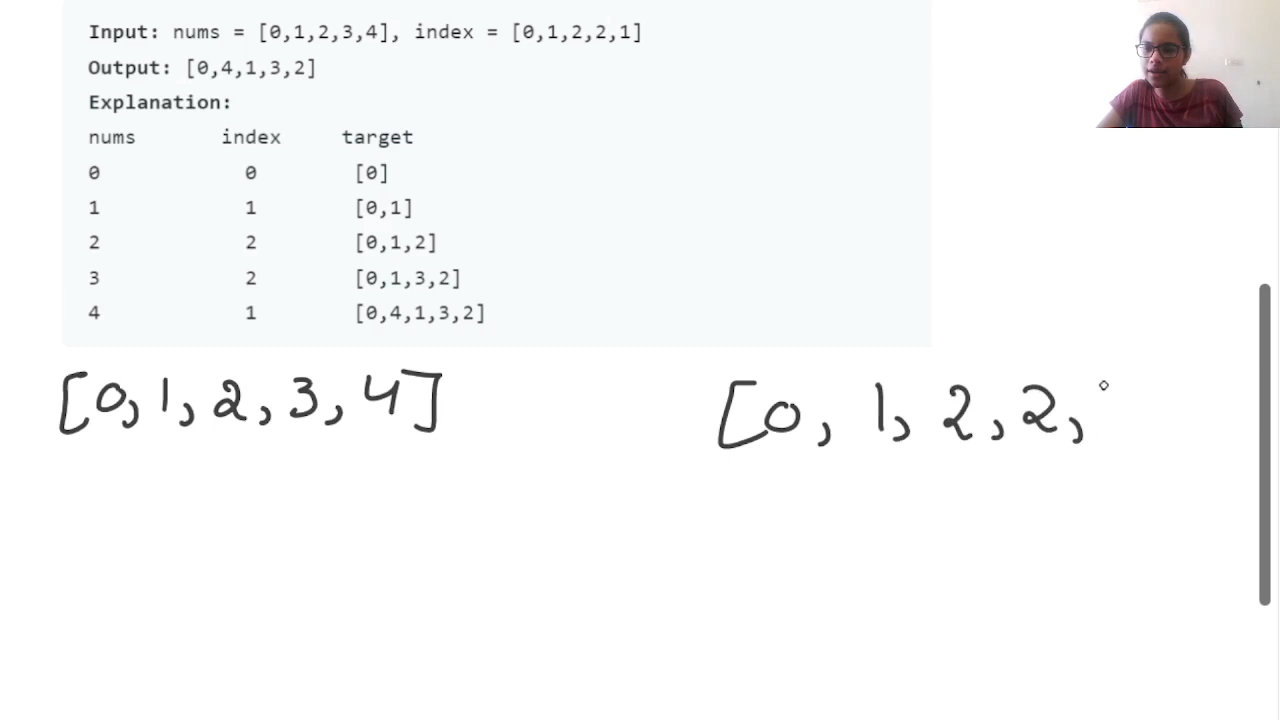 Input: nums = [0,1,2,3,4], index = [0,1,2,2,1]
Output: [0,4,1,3,2]
Explanation:
nums index target
0 0 [0]
1 1 [0,1]
2 2 [0,1,2]
3 2 [0,1,3,2]
4 1 [0,4,1,3,2]
[0,1,2,3,4] [0,1,2,2,